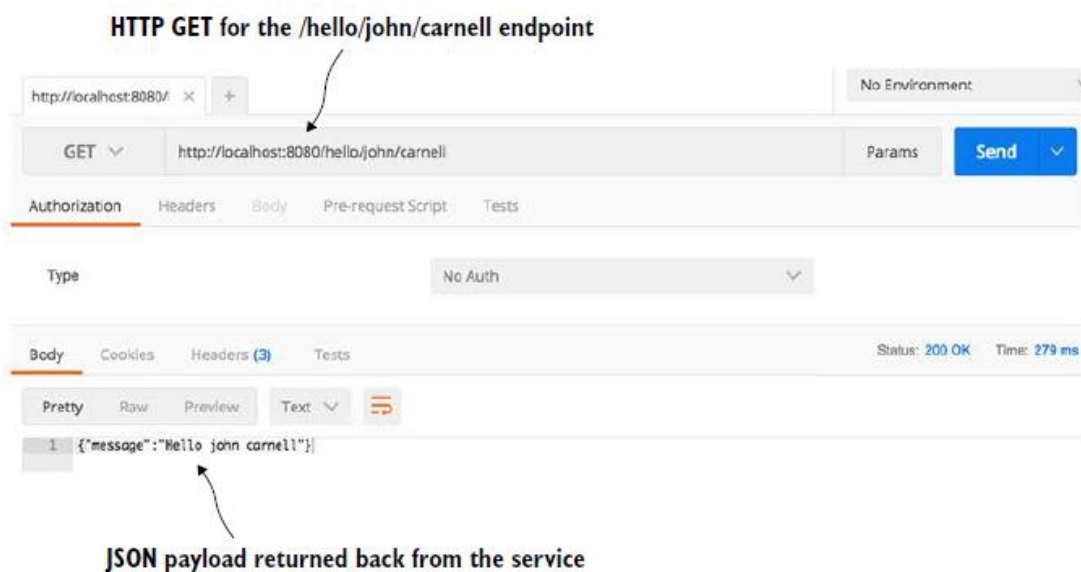 HTTP GET for the /hello/john/carnell endpoint
http://localhost:8080/l × + No Environment
GET http://localhost:8080/hello/john/carnell Params Send
Authorization Headers Body Pre-request Script Tests
Type No Auth
Body Cookies Headers (3) Tests Status: 200 OK Time: 279 ms
Pretty Raw Preview Text
1 {"message":"Hello john carnell"}
JSON payload returned back from the service